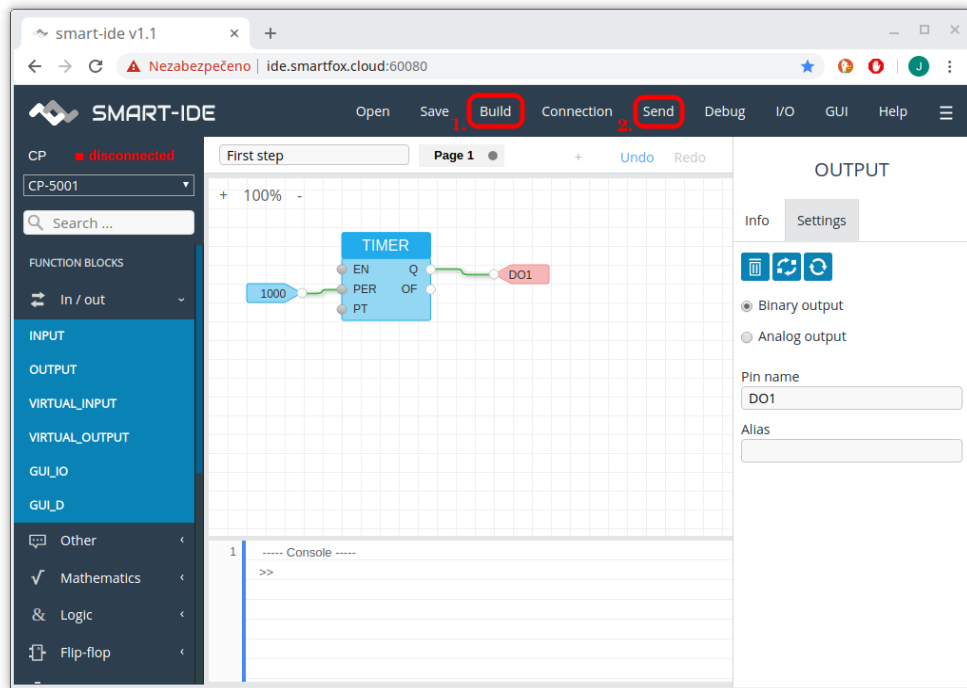 smart-ide v1.1 × +
Nezabezpečeno | ide.smartfox.cloud:60080 J
SMART-IDE Open Save 1. Build Connection 2. Send Debug I/O GUI Help
CP disconnected First step Page 1 + Undo Redo
CP-5001
+ 100% -
Search ...
FUNCTION BLOCKS
In / out
INPUT
OUTPUT
VIRTUAL_INPUT
VIRTUAL_OUTPUT
GUI_IO
GUI_D
Other
Mathematics
& Logic
Flip-flop
TIMER
EN Q DO1
1000 PER OF
PT
1 ----- Console -----
>>
OUTPUT
Info Settings
Binary output
Analog output
Pin name
DO1
Alias